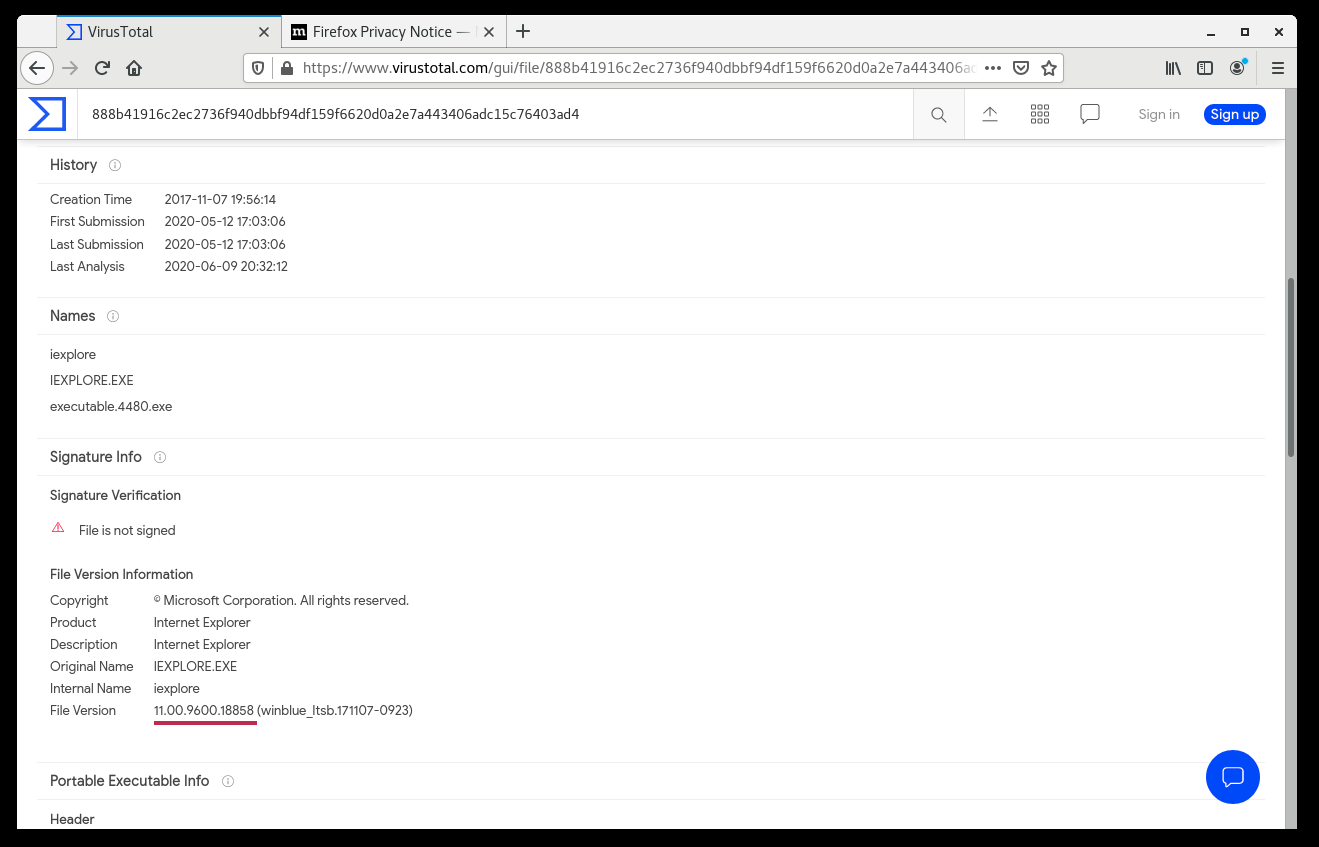 VirusTotal
Firefox Privacy Notice —
https://www.virustotal.com/gui/file/888b41916c2ec2736f940dbbf94df159f6620d0a2e7a443406adc
888b41916c2ec2736f940dbbf94df159f6620d0a2e7a443406adc15c76403ad4
Sign in
Sign up
History
Creation Time 2017-11-07 19:56:14
First Submission 2020-05-12 17:03:06
Last Submission 2020-05-12 17:03:06
Last Analysis 2020-06-09 20:32:12
Names
iexplore
IEXPLORE.EXE
executable.4480.exe
Signature Info
Signature Verification
File is not signed
File Version Information
Copyright © Microsoft Corporation. All rights reserved.
Product Internet Explorer
Description Internet Explorer
Original Name IEXPLORE.EXE
Internal Name iexplore
File Version 11.00.9600.18858 (winblue_ltsb.171107-0923)
Portable Executable Info
Header